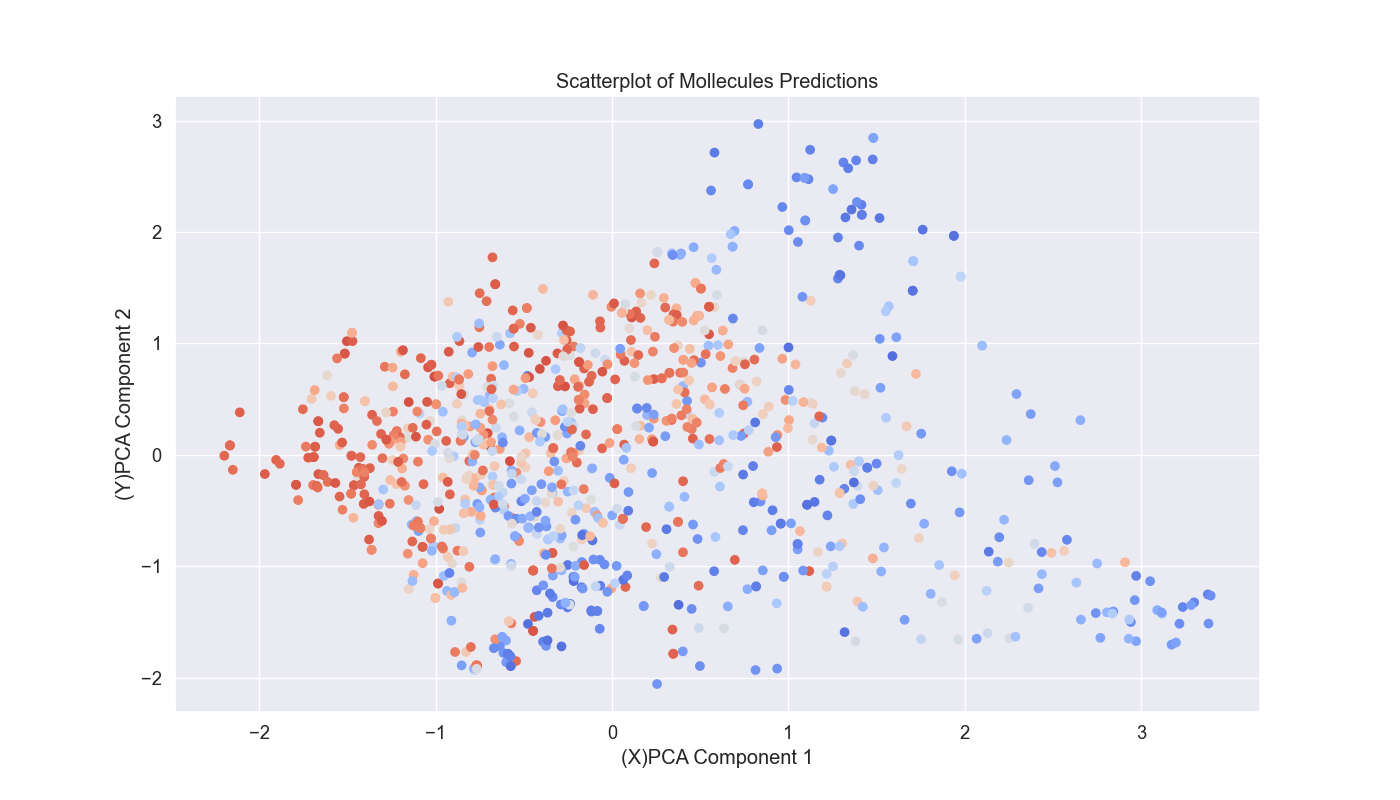 Scatterplot of Mollecules Predictions
3
2
1
0
−1
−2
(Y)PCA Component 2
−2 −1 0 1 2 3
(X)PCA Component 1